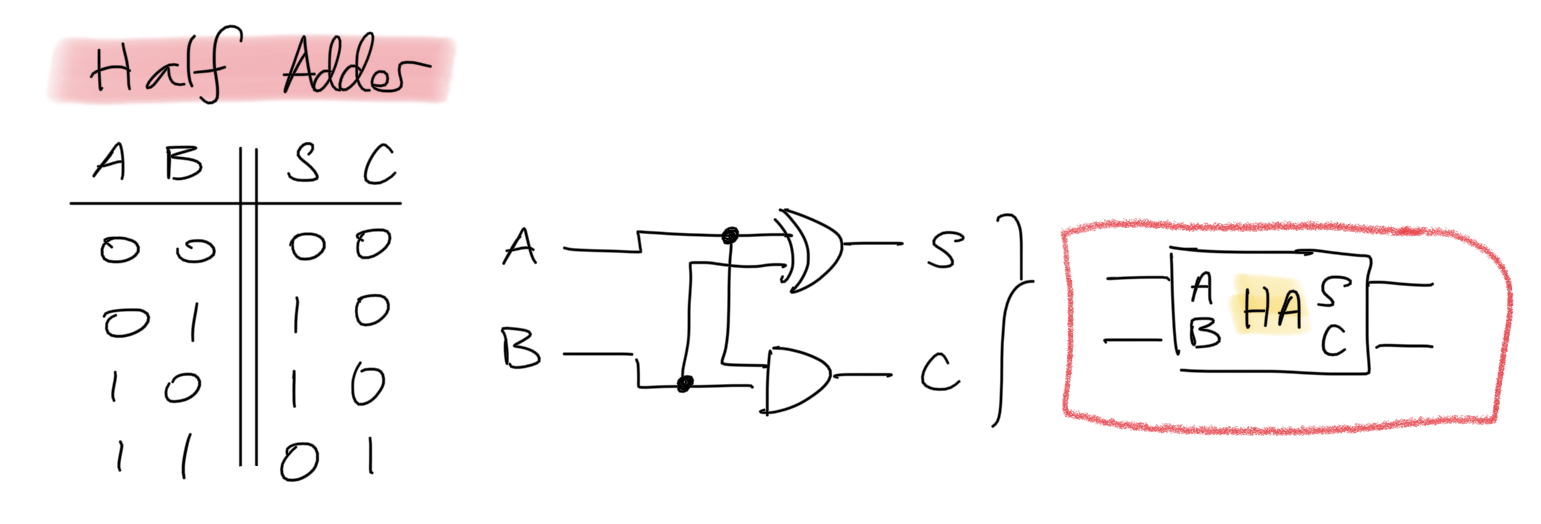 Half Adder
A B S C
0 0 0 0
0 1 1 0
1 0 1 0
1 1 0 1
A S
B C
A HA S
B C